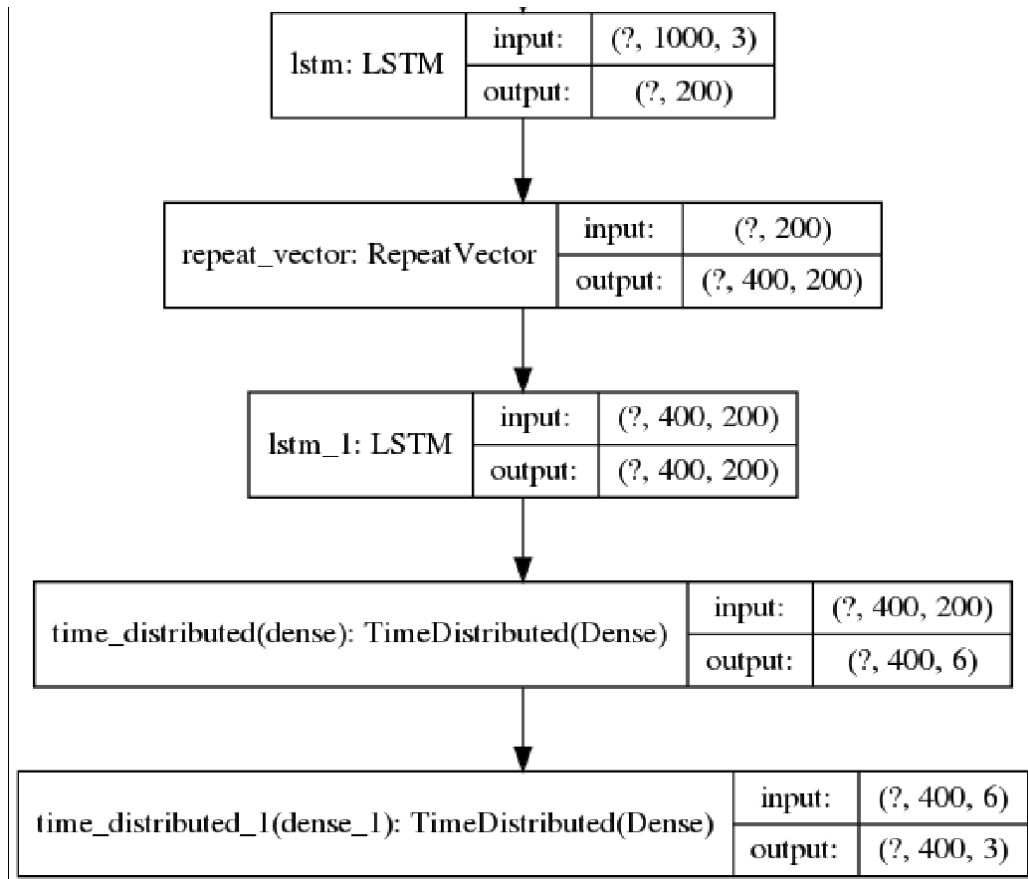 lstm: LSTM
input: (?, 1000, 3)
output: (?, 200)
repeat_vector: RepeatVector
input: (?, 200)
output: (?, 400, 200)
lstm_1: LSTM
input: (?, 400, 200)
output: (?, 400, 200)
time_distributed(dense): TimeDistributed(Dense)
input: (?, 400, 200)
output: (?, 400, 6)
time_distributed_1(dense_1): TimeDistributed(Dense)
input: (?, 400, 6)
output: (?, 400, 3)